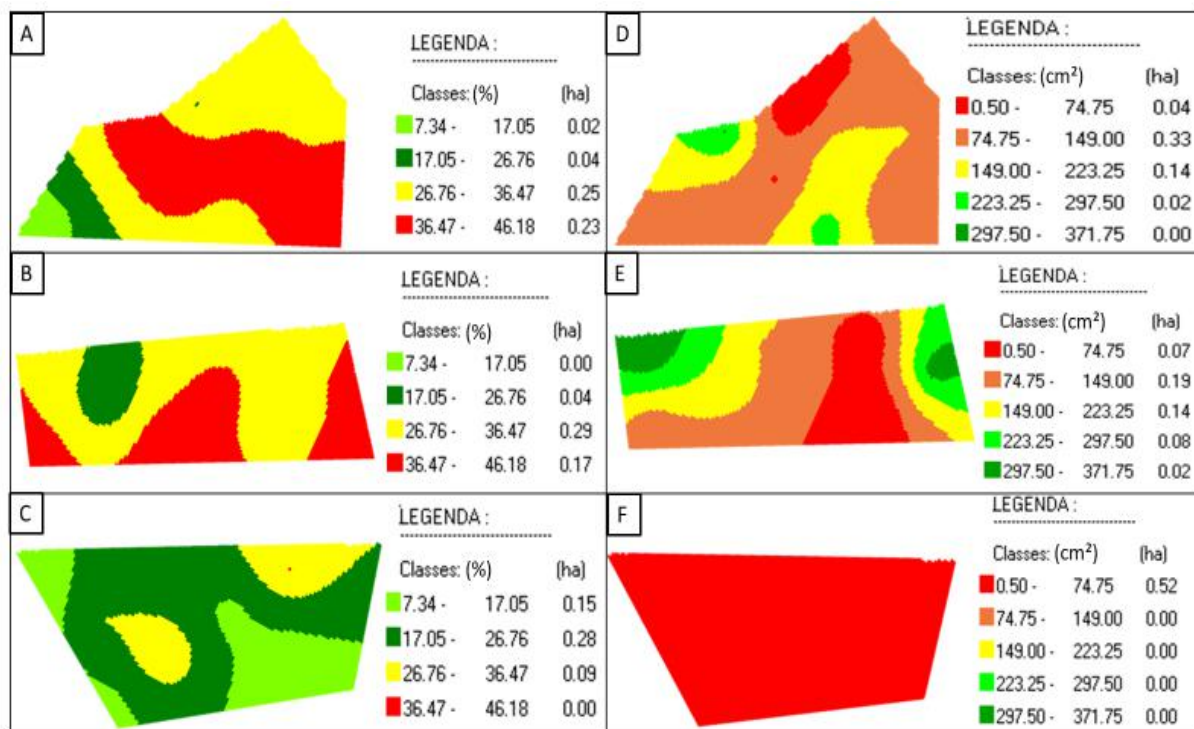 A
LEGENDA :
Classes: (%) (ha)
7.34 - 17.05 0.02
17.05 - 26.76 0.04
26.76 - 36.47 0.25
36.47 - 46.18 0.23
D
LEGENDA :
Classes: (cm²) (ha)
0.50 - 74.75 0.04
74.75 - 149.00 0.33
149.00 - 223.25 0.14
223.25 - 297.50 0.02
297.50 - 371.75 0.00
B
LEGENDA :
Classes: (%) (ha)
7.34 - 17.05 0.00
17.05 - 26.76 0.04
26.76 - 36.47 0.29
36.47 - 46.18 0.17
E
LEGENDA :
Classes: (cm²) (ha)
0.50 - 74.75 0.07
74.75 - 149.00 0.19
149.00 - 223.25 0.14
223.25 - 297.50 0.08
297.50 - 371.75 0.02
C
LEGENDA :
Classes: (%) (ha)
7.34 - 17.05 0.15
17.05 - 26.76 0.28
26.76 - 36.47 0.09
36.47 - 46.18 0.00
F
LEGENDA :
Classes: (cm²) (ha)
0.50 - 74.75 0.52
74.75 - 149.00 0.00
149.00 - 223.25 0.00
223.25 - 297.50 0.00
297.50 - 371.75 0.00